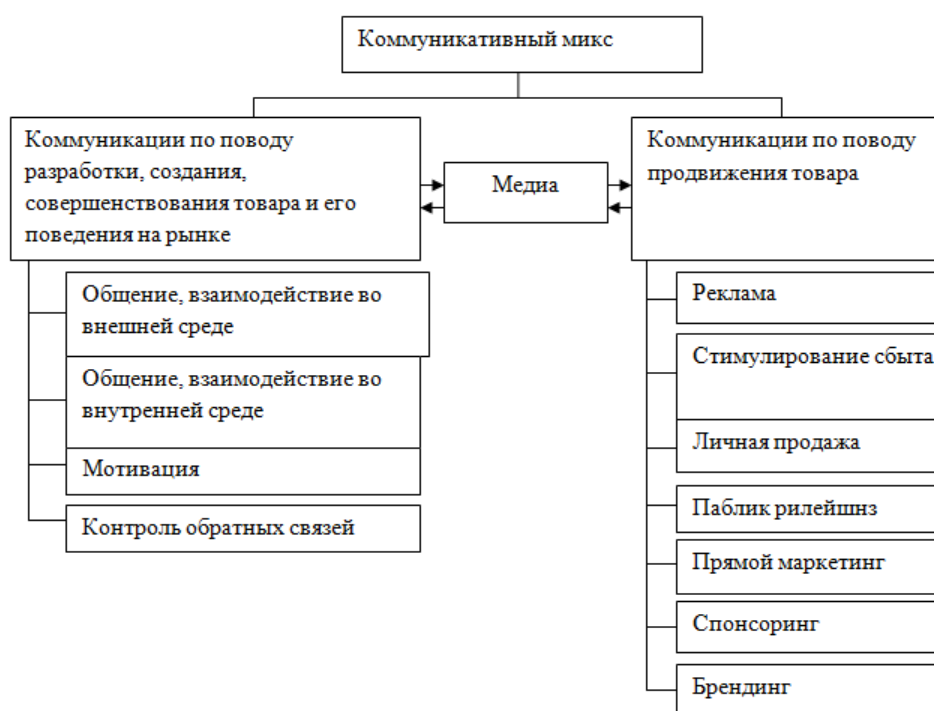 Коммуникативный микс
Коммуникации по поводу
разработки, создания,
совершенствования товара и его
поведения на рынке
Медиа
Коммуникации по поводу
продвижения товара
Общение, взаимодействие во
внешней среде
Общение, взаимодействие во
внутренней среде
Мотивация
Контроль обратных связей
Реклама
Стимулирование сбыта
Личная продажа
Паблик рилейшнз
Прямой маркетинг
Спонсоринг
Брендинг